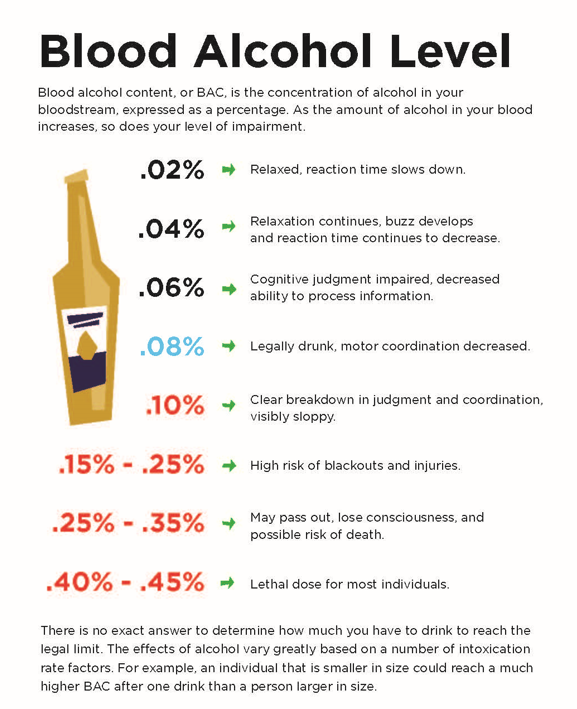 Blood Alcohol Level
Blood alcohol content, or BAC, is the concentration of alcohol in your
bloodstream, expressed as a percentage. As the amount of alcohol in your blood
increases, so does your level of impairment.
.02% Relaxed, reaction time slows down.
.04% Relaxation continues, buzz develops
and reaction time continues to decrease.
.06% Cognitive judgment impaired, decreased
ability to process information.
.08% Legally drunk, motor coordination decreased.
.10% Clear breakdown in judgment and coordination,
visibly sloppy.
.15% - .25% High risk of blackouts and injuries.
.25% - .35% May pass out, lose consciousness, and
possible risk of death.
.40% - .45% Lethal dose for most individuals.
There is no exact answer to determine how much you have to drink to reach the
legal limit. The effects of alcohol vary greatly based on a number of intoxication
rate factors. For example, an individual that is smaller in size could reach a much
higher BAC after one drink than a person larger in size.